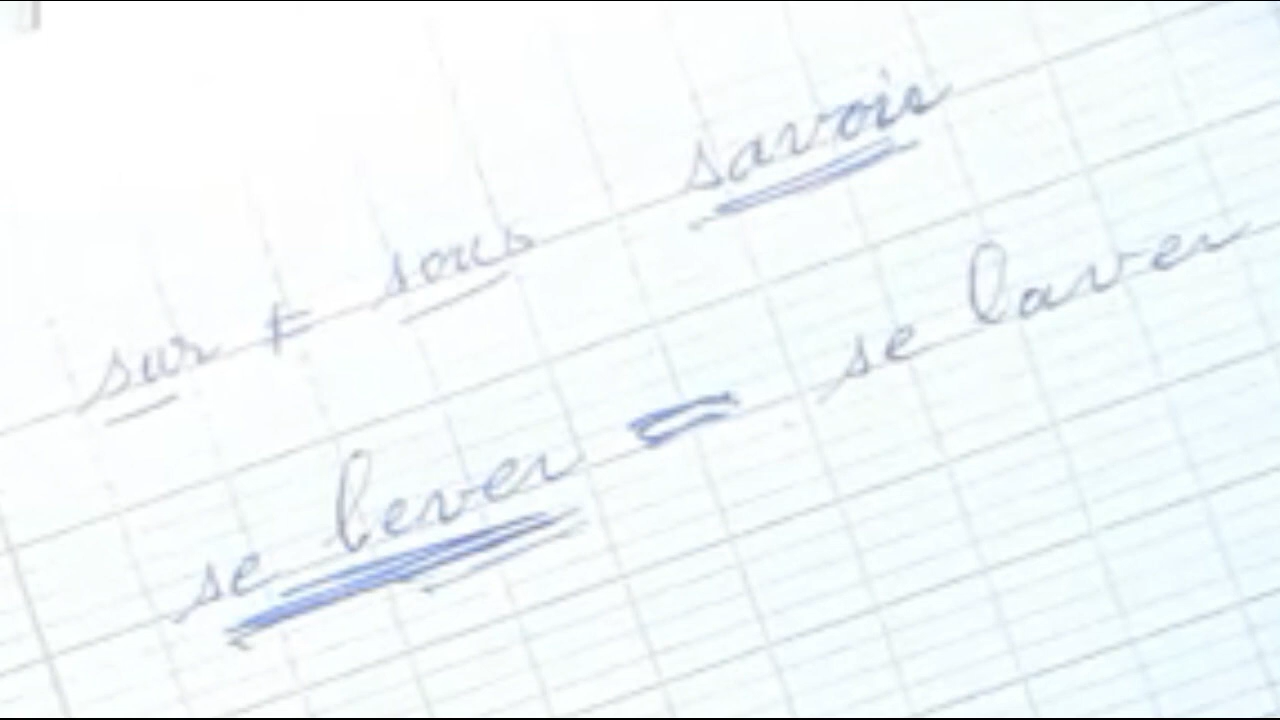 sur ≠ sous savoir
se lever = se laver